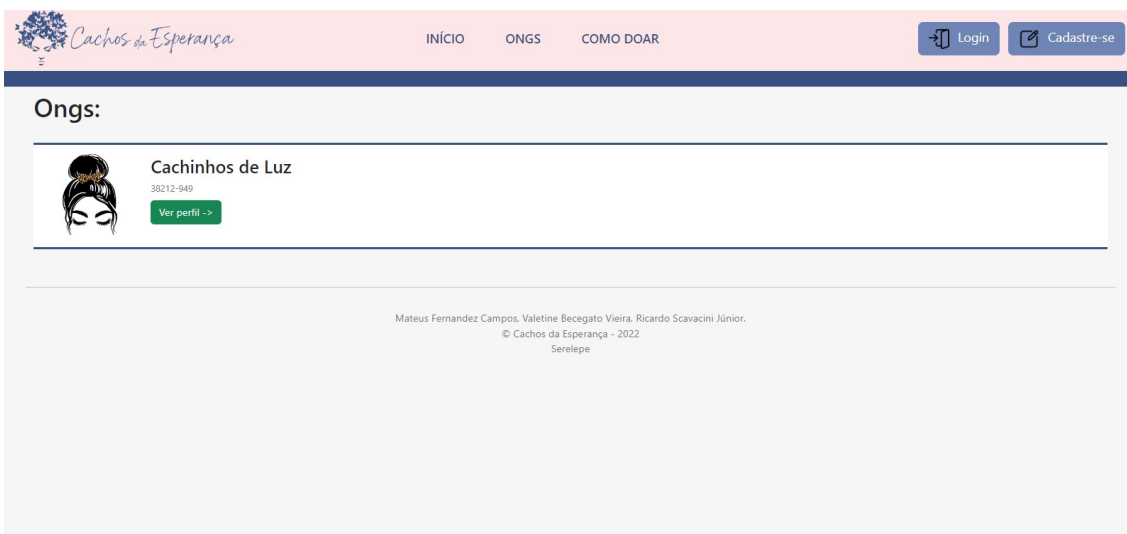 Cachos da Esperança
INÍCIO ONGS COMO DOAR
Login Cadastre-se
Ongs:
Cachinhos de Luz
38212-949
Ver perfil ->
Mateus Fernandez Campos, Valetine Becegato Vieira, Ricardo Scavacini Júnior.
© Cachos da Esperança - 2022
Serelepe